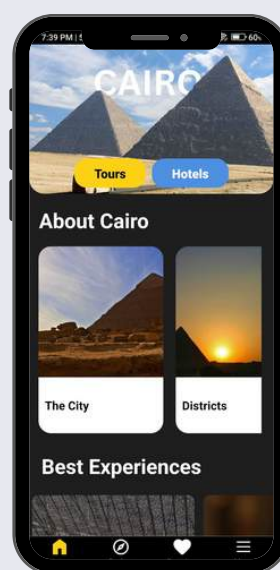 7:39 PM
60%
CAIRO
Tours
Hotels
About Cairo
The City
Districts
Best Experiences